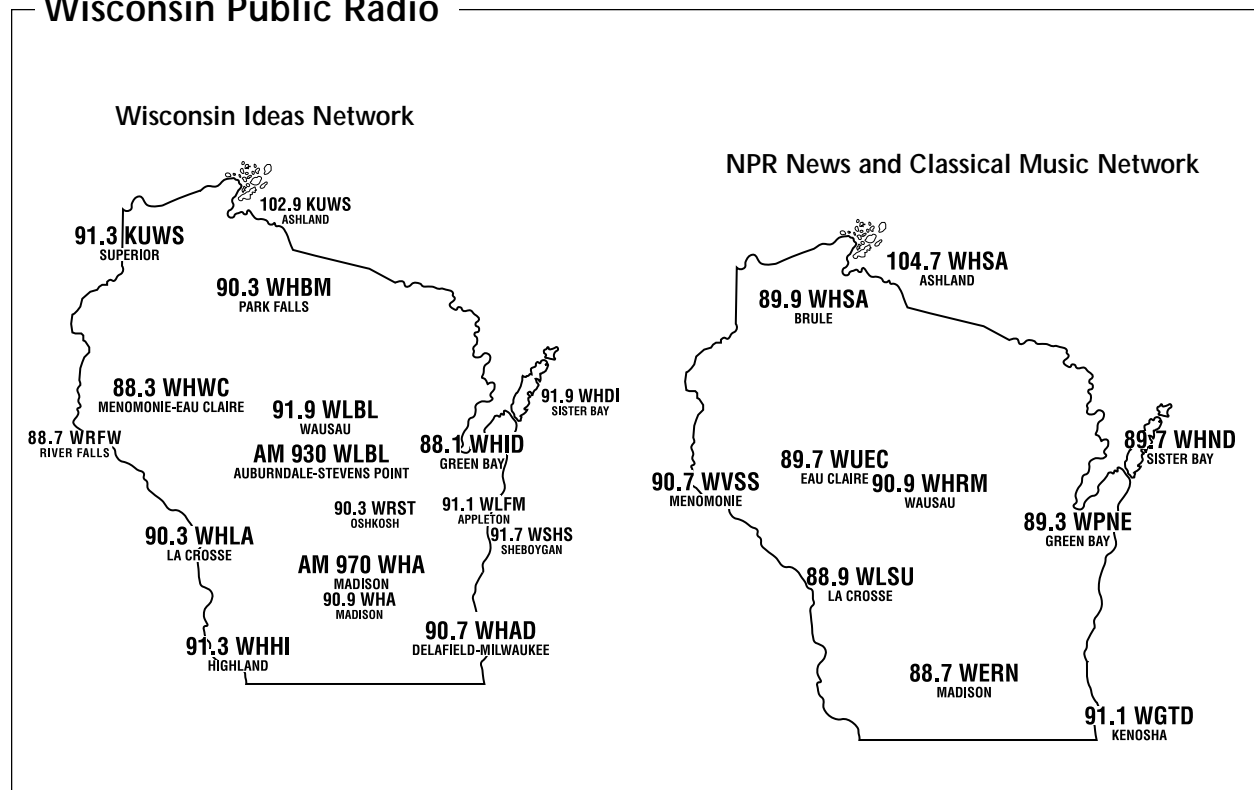 Wisconsin Public Radio
Wisconsin Ideas Network
102.9 KUWS
ASHLAND
91.3 KUWS
SUPERIOR
90.3 WHBM
PARK FALLS
88.3 WHWC
MENOMONIE-EAU CLAIRE
91.9 WLBL
WAUSAU
91.9 WHDI
SISTER BAY
88.7 WRFW
RIVER FALLS
AM 930 WLBL
AUBURNDALE-STEVENS POINT
88.1 WHID
GREEN BAY
90.3 WRST
OSHKOSH
91.1 WLFM
APPLETON
91.7 WSHS
SHEBOYGAN
90.3 WHLA
LA CROSSE
AM 970 WHA
MADISON
90.9 WHA
MADISON
91.3 WHHI
HIGHLAND
90.7 WHAD
DELAFIELD-MILWAUKEE
NPR News and Classical Music Network
104.7 WHSA
ASHLAND
89.9 WHSA
BRULE
89.7 WHND
SISTER BAY
89.7 WUEC
EAU CLAIRE
90.7 WVSS
MENOMONIE
90.9 WHRM
WAUSAU
89.3 WPNE
GREEN BAY
88.9 WLSU
LA CROSSE
88.7 WERN
MADISON
91.1 WGTD
KENOSHA